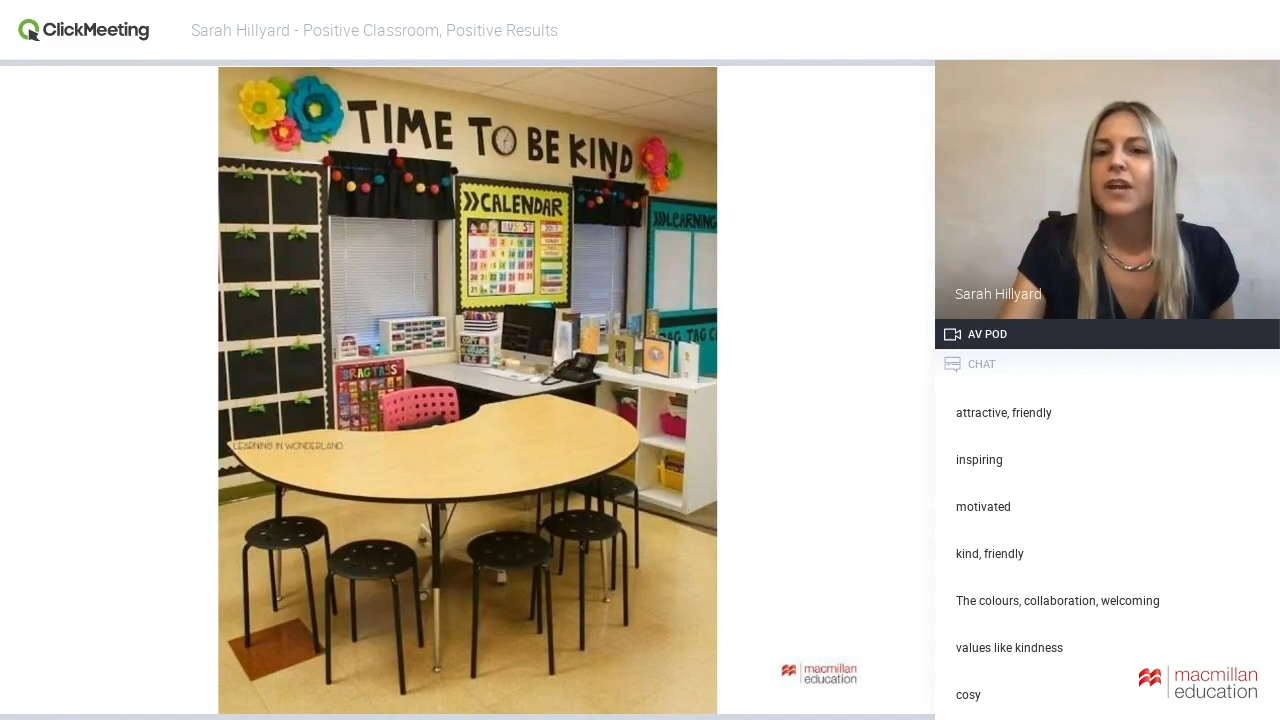 ClickMeeting
Sarah Hillyard - Positive Classroom, Positive Results
TIME TO BE KIND
CALENDAR
AUGUST
LEARNING
BRAG TAGS
LEARNING IN WONDERLAND
macmillan
education
Sarah Hillyard
AV POD
CHAT
attractive, friendly
inspiring
motivated
kind, friendly
The colours, collaboration, welcoming
values like kindness
cosy
macmillan
education